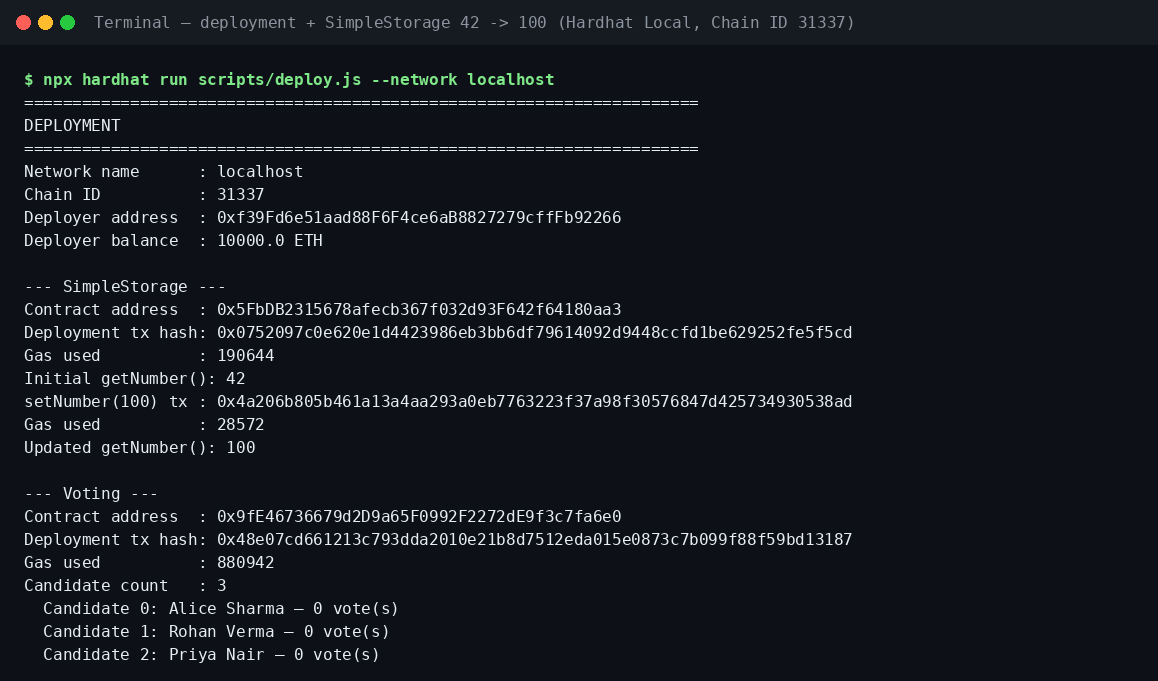 Terminal — deployment + SimpleStorage 42 -> 100 (Hardhat Local, Chain ID 31337)
$ npx hardhat run scripts/deploy.js --network localhost
======================================================================
DEPLOYMENT
======================================================================
Network name      : localhost
Chain ID          : 31337
Deployer address  : 0xf39Fd6e51aad88F6F4ce6aB8827279cffFb92266
Deployer balance  : 10000.0 ETH
--- SimpleStorage ---
Contract address  : 0x5FbDB2315678afecb367f032d93F642f64180aa3
Deployment tx hash: 0x0752097c0e620e1d4423986eb3bb6df79614092d9448ccfd1be629252fe5f5cd
Gas used          : 190644
Initial getNumber(): 42
setNumber(100) tx : 0x4a206b805b461a13a4aa293a0eb7763223f37a98f30576847d425734930538ad
Gas used          : 28572
Updated getNumber(): 100
--- Voting ---
Contract address  : 0x9fE46736679d2D9a65F0992F2272dE9f3c7fa6e0
Deployment tx hash: 0x48e07cd661213c793dda2010e21b8d7512eda015e0873c7b099f88f59bd13187
Gas used          : 880942
Candidate count   : 3
  Candidate 0: Alice Sharma — 0 vote(s)
  Candidate 1: Rohan Verma — 0 vote(s)
  Candidate 2: Priya Nair — 0 vote(s)